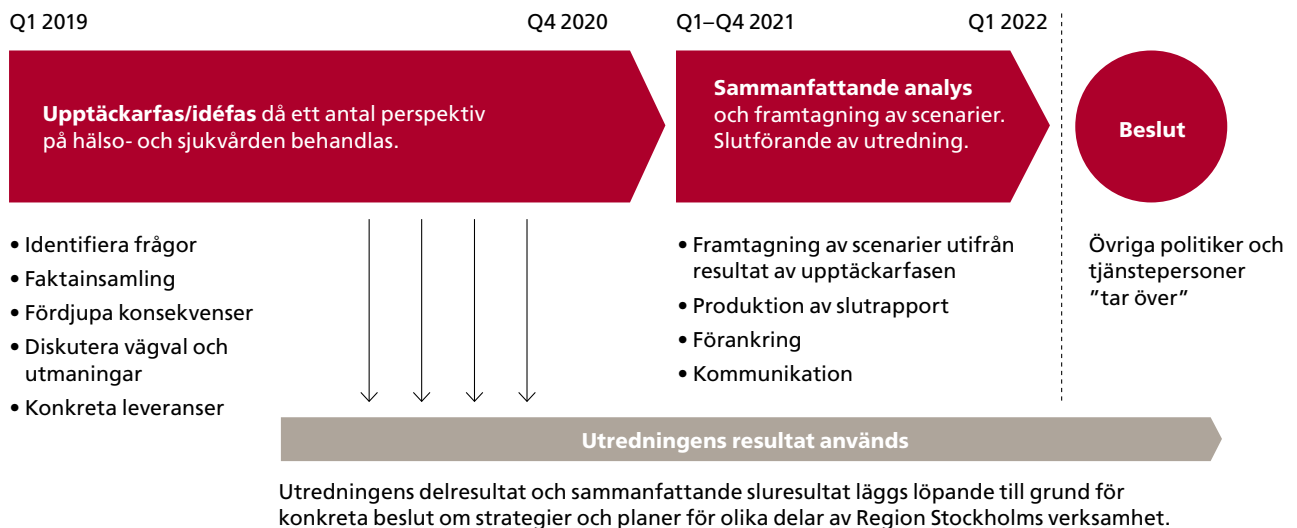 Q1 2019
Q4 2020
Q1–Q4 2021
Q1 2022
Upptäckarfas/idéfas då ett antal perspektiv
på hälso- och sjukvården behandlas.
Sammanfattande analys
och framtagning av scenarier.
Slutförande av utredning.
Beslut
• Identifiera frågor
• Faktainsamling
• Fördjupa konsekvenser
• Diskutera vägval och
utmaningar
• Konkreta leveranser
• Framtagning av scenarier utifrån
resultat av upptäckarfasen
• Produktion av slutrapport
• Förankring
• Kommunikation
Övriga politiker och
tjänstepersoner
”tar över”
Utredningens resultat används
Utredningens delresultat och sammanfattande sluresultat läggs löpande till grund för
konkreta beslut om strategier och planer för olika delar av Region Stockholms verksamhet.